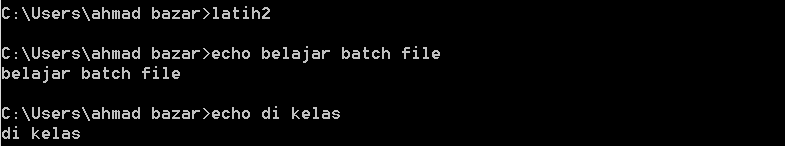 C:\Users\ahmad bazar>latih2
C:\Users\ahmad bazar>echo belajar batch file
belajar batch file
C:\Users\ahmad bazar>echo di kelas
di kelas